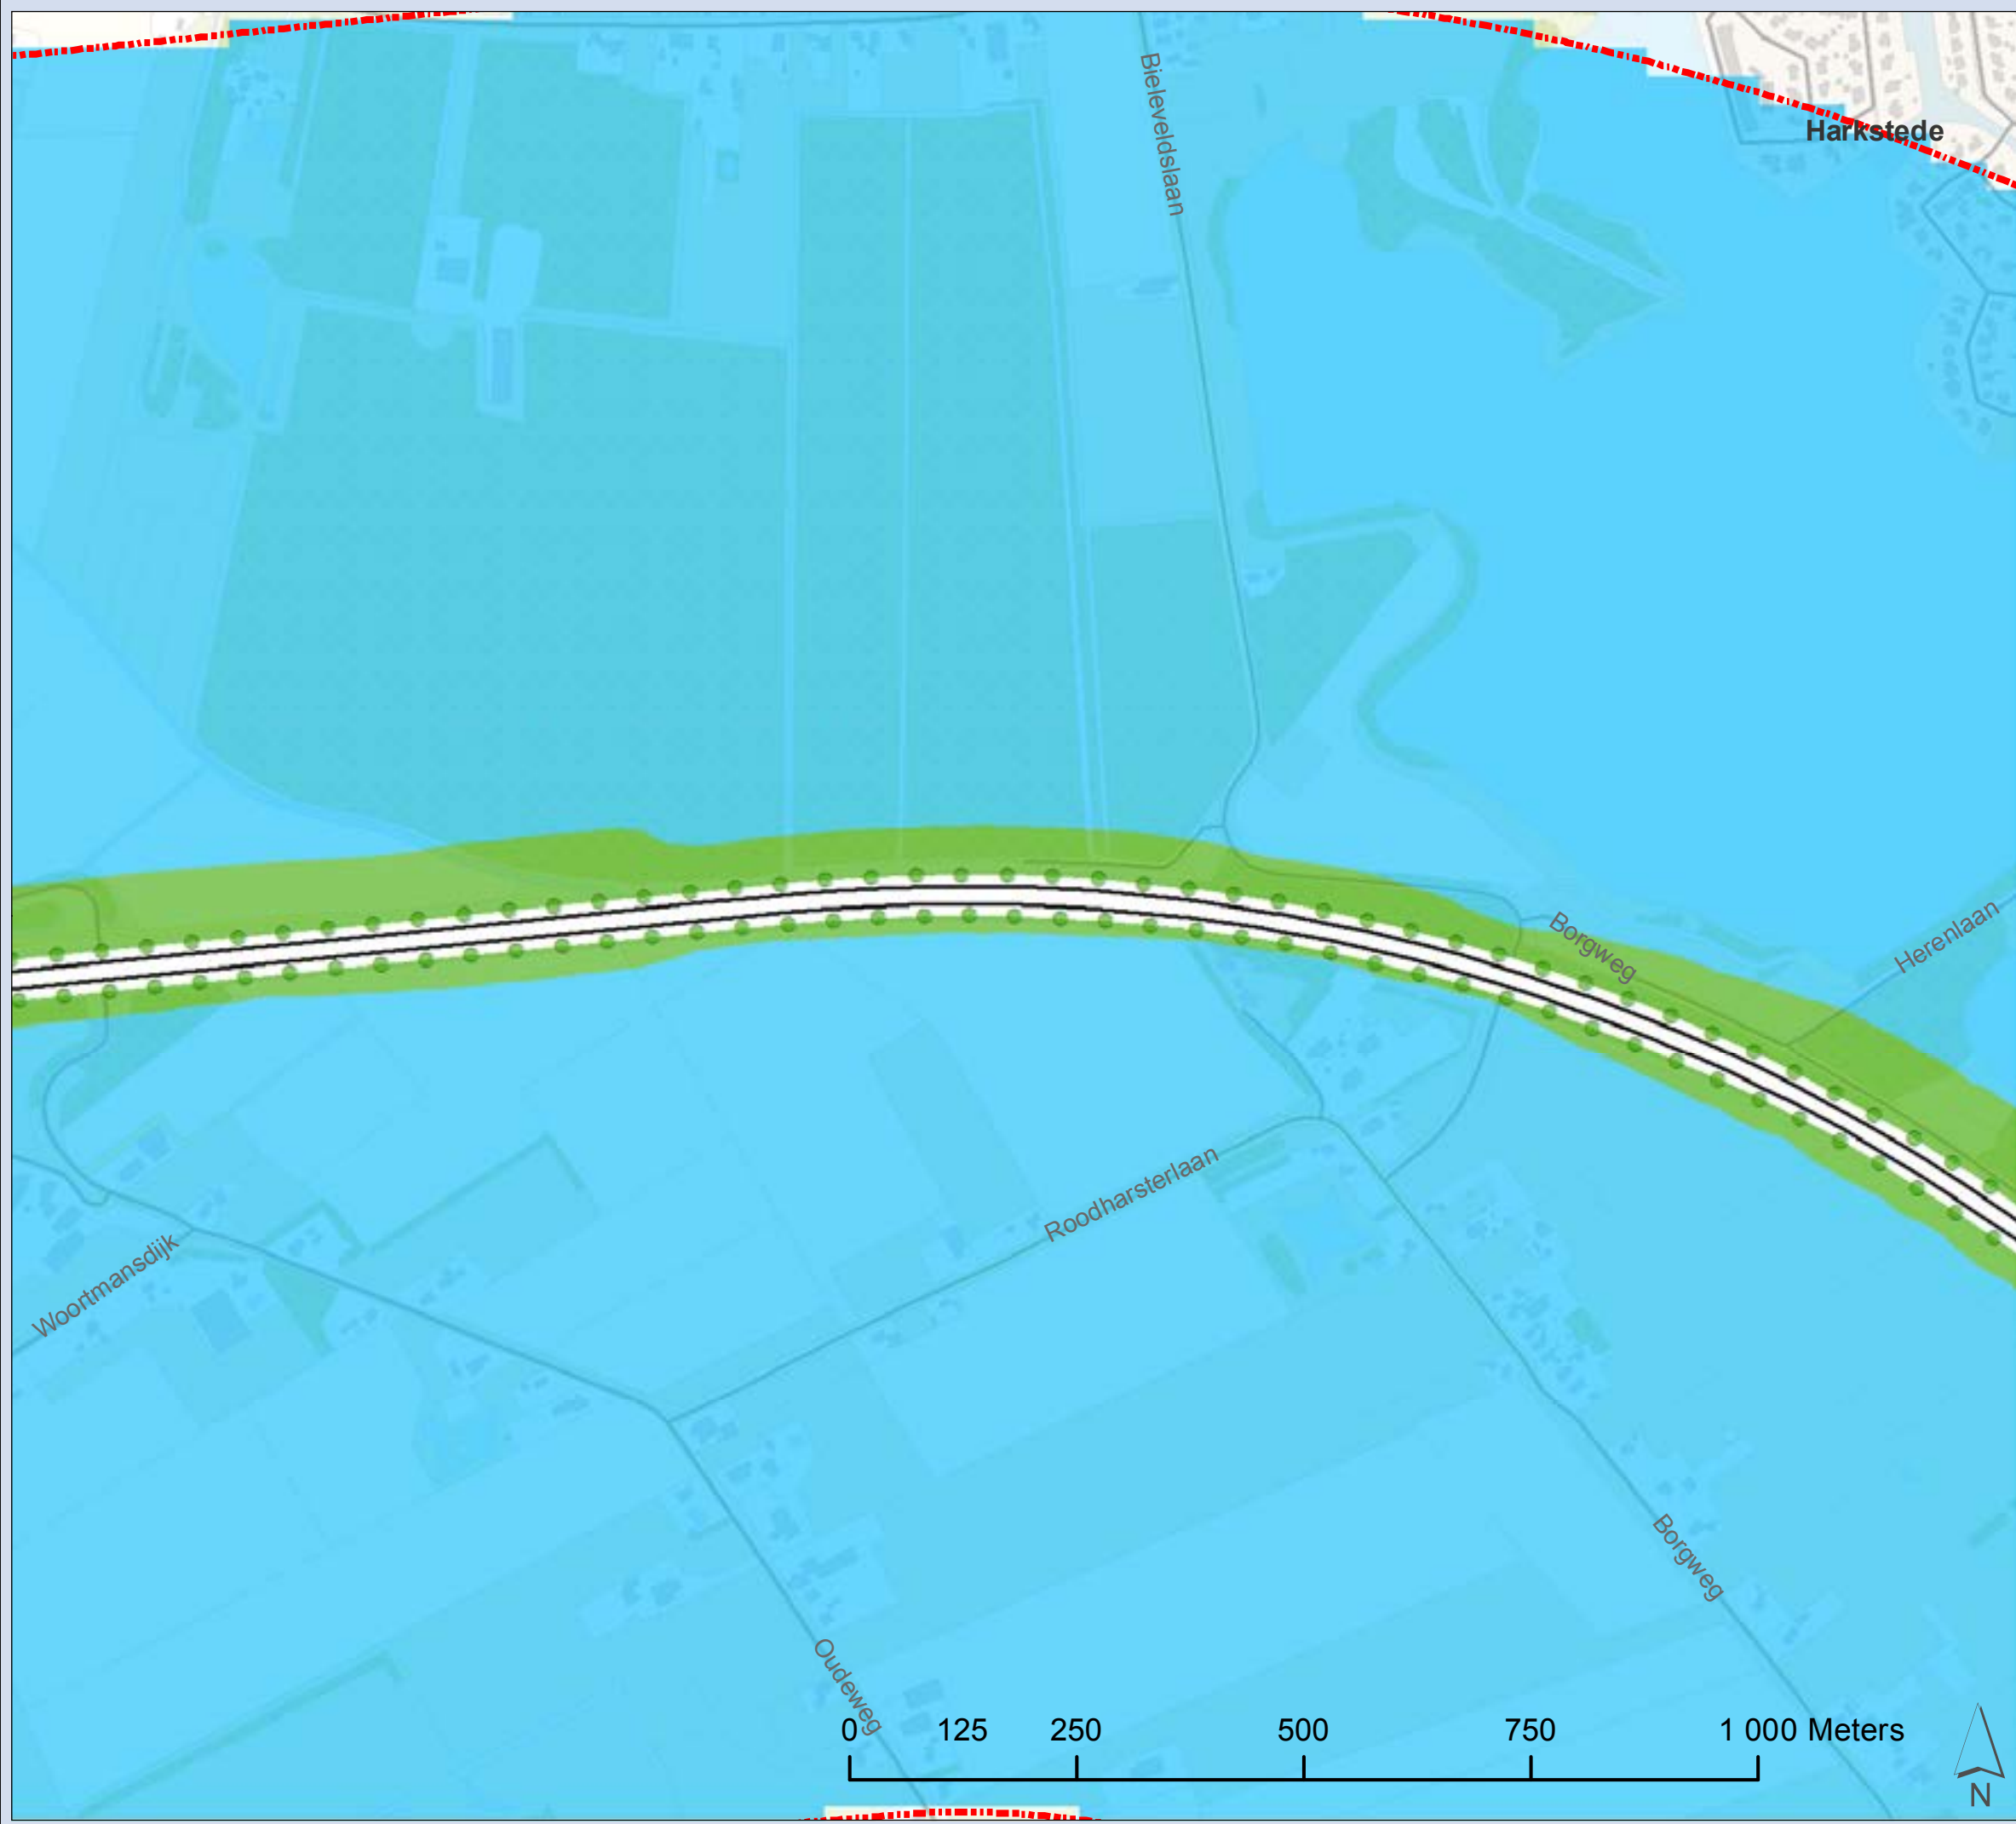 Bieleveldslaan
Harkstede
Borgweg
Herenlaan
Roodharsterlaan
Woortmansdijk
Borgweg
Oudeweg
0 125 250 500 750 1 000 Meters
N